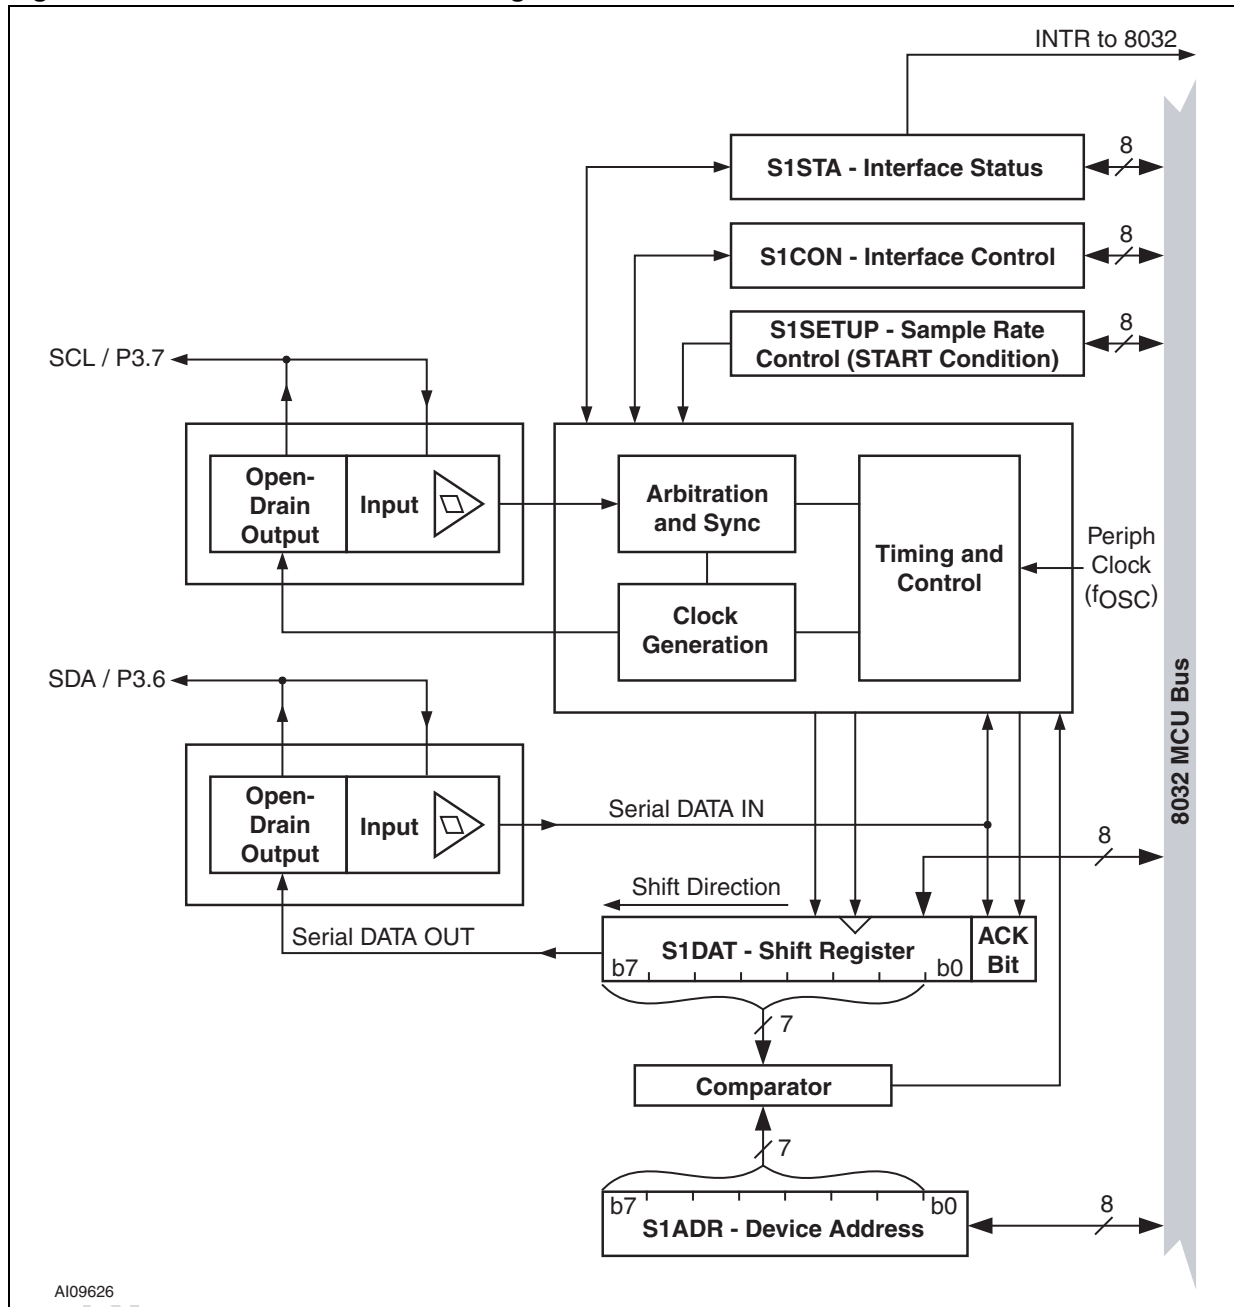 INTR to 8032
8
S1STA - Interface Status
8
S1CON - Interface Control
8
S1SETUP - Sample Rate
Control (START Condition)
SCL / P3.7
Open-
Drain
Output
Input
Arbitration
and Sync
Timing and
Control
Periph
Clock
(fOSC)
Clock
Generation
SDA / P3.6
8032 MCU Bus
Open-
Drain
Output
Input
Serial DATA IN
8
Shift Direction
Serial DATA OUT
S1DAT - Shift Register
b7
b0
ACK
Bit
7
Comparator
7
b7
b0
S1ADR - Device Address
8
AI09626